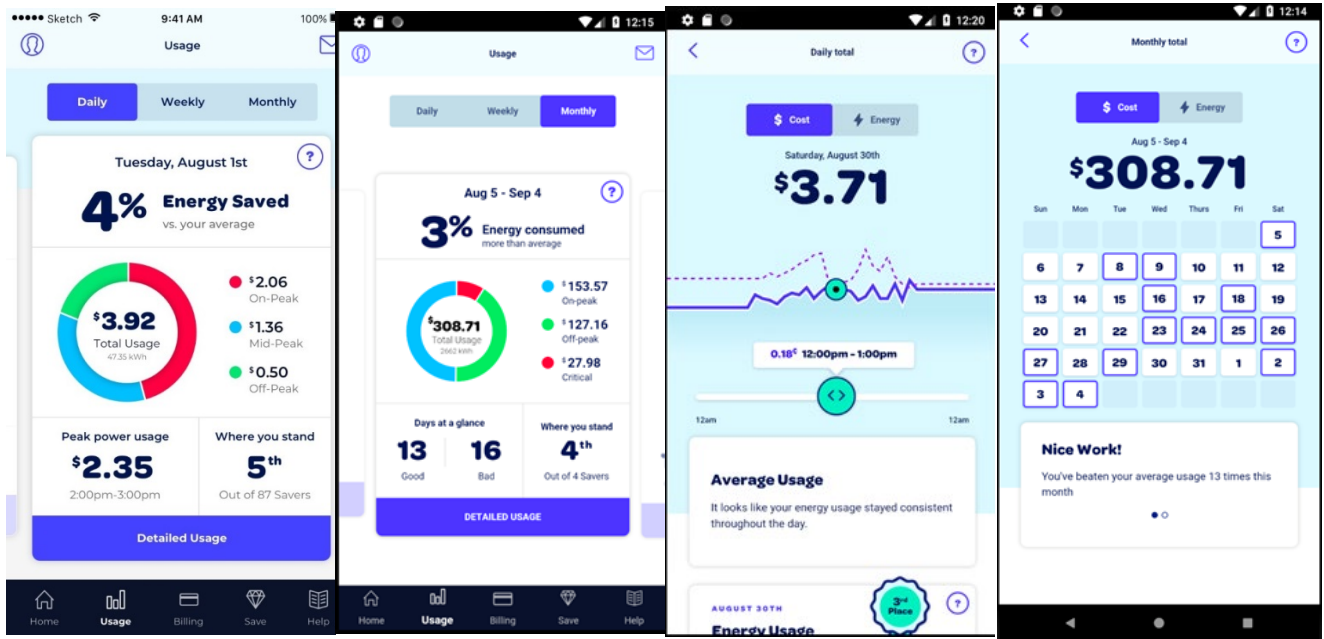 Sketch 9:41 AM 100%
Usage
Daily Weekly Monthly
Tuesday, August 1st ?
4% Energy Saved
vs. your average
$3.92
Total Usage
47.35 kWh
$2.06
On-Peak
$1.36
Mid-Peak
$0.50
Off-Peak
Peak power usage
$2.35
2:00pm-3:00pm
Where you stand
5th
Out of 87 Savers
Detailed Usage
Home Usage Billing Save Help
12:15
Usage
Daily Weekly Monthly
Aug 5 - Sep 4 ?
3% Energy consumed
more than average
$308.71
Total Usage
2662 kWh
$153.57
On-peak
$127.16
Off-peak
$27.98
Critical
Days at a glance
13 16
Good Bad
Where you stand
4th
Out of 4 Savers
DETAILED USAGE
Home Usage Billing Save Help
12:20
Daily total ?
$ Cost Energy
Saturday, August 30th
$3.71
0.18¢ 12:00pm - 1:00pm
<>
12am 12am
Average Usage
It looks like your energy usage stayed consistent
throughout the day.
AUGUST 30TH
3rd
Place
?
Energy Usage
12:14
Monthly total ?
$ Cost Energy
Aug 5 - Sep 4
$308.71
Sun Mon Tue Wed Thurs Fri Sat
5
6 7 8 9 10 11 12
13 14 15 16 17 18 19
20 21 22 23 24 25 26
27 28 29 30 31 1 2
3 4
Nice Work!
You've beaten your average usage 13 times this
month